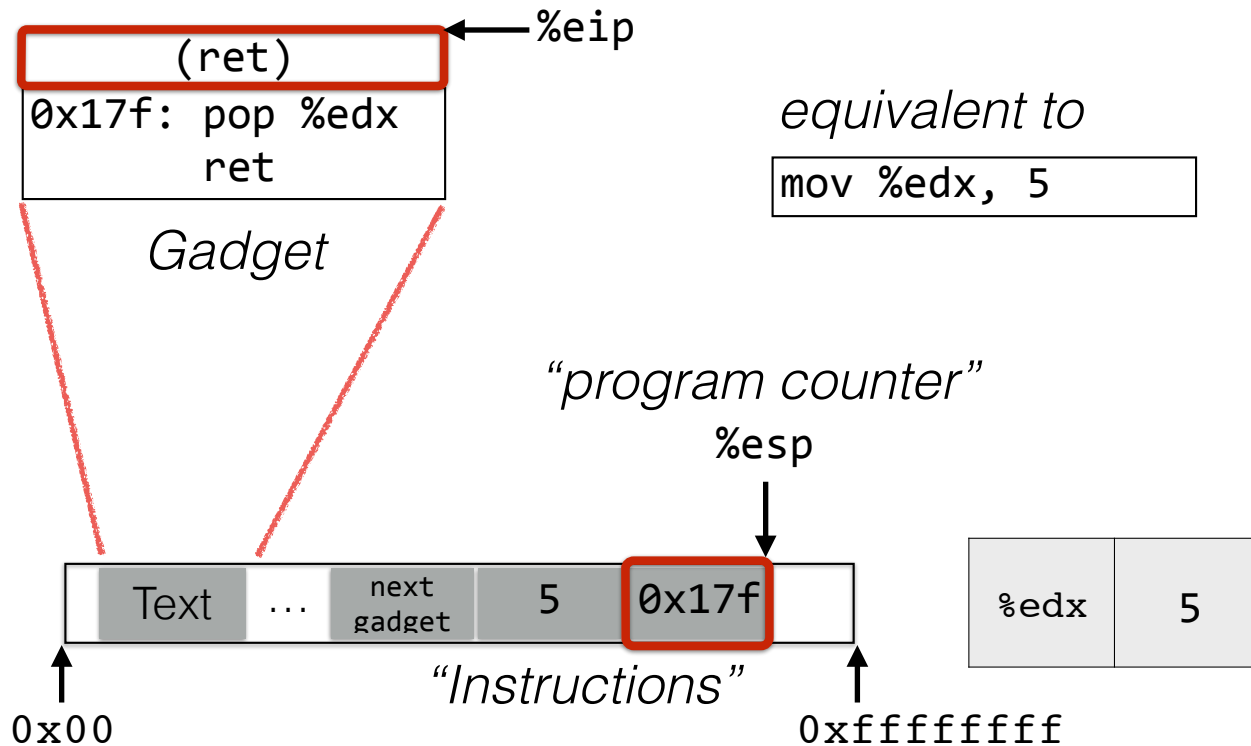 (ret)
%eip
0x17f: pop %edx
ret
Gadget
equivalent to
mov %edx, 5
“program counter”
%esp
Text ... next gadget 5 0x17f
%edx 5
“Instructions”
0x00
0xffffffff